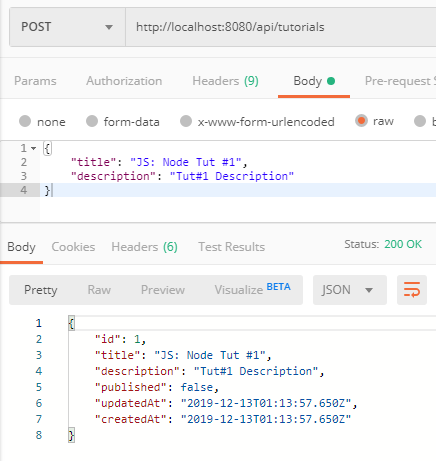 POST http://localhost:8080/api/tutorials
Params Authorization Headers (9) Body Pre-request S
none form-data x-www-form-urlencoded raw b
1 {
2 "title": "JS: Node Tut #1",
3 "description": "Tut#1 Description"
4 }
Body Cookies Headers (6) Test Results Status: 200 OK
Pretty Raw Preview Visualize BETA JSON
1 {
2 "id": 1,
3 "title": "JS: Node Tut #1",
4 "description": "Tut#1 Description",
5 "published": false,
6 "updatedAt": "2019-12-13T01:13:57.650Z",
7 "createdAt": "2019-12-13T01:13:57.650Z"
8 }